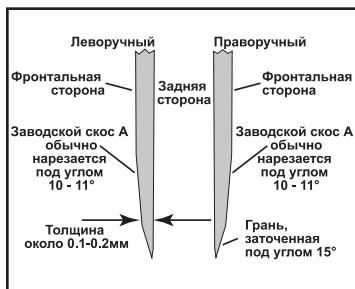 Леворучный
Праворучный
Фронтальная
сторона
Задняя
сторона
Фронтальная
сторона
Заводской скос А
обычно
нарезается
под углом
10 - 11°
Заводской скос А
обычно
нарезается
под углом
10 - 11°
Толщина
около 0.1-0.2мм
Грань,
заточенная
под углом 15°